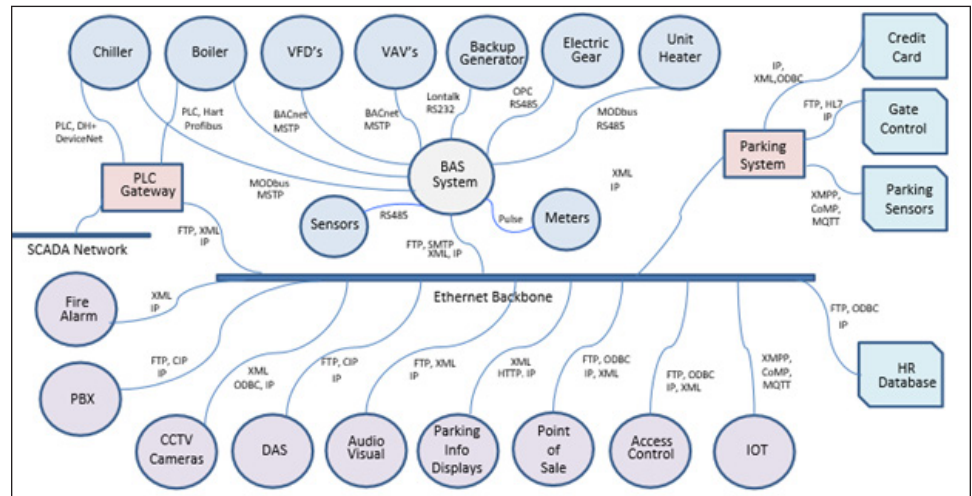 Chiller
Boiler
VFD's
VAV's
Backup
Generator
Electric
Gear
Unit
Heater
Credit
Card
IP,
XML,ODBC
FTP, HL7
IP
Gate
Control
PLC, DH+
DeviceNet
PLC, Hart
Profibus
BACnet
MSTP
BACnet
MSTP
Lontalk
RS232
OPC
RS485
MODbus
RS485
Parking
System
PLC
Gateway
BAS
System
MODbus
MSTP
XML
IP
Parking
Sensors
XMPP,
CoMP,
MQTT
Sensors
RS485
Pulse
Meters
SCADA Network
FTP, XML
IP
FTP, SMTP
XML, IP
Ethernet Backbone
Fire
Alarm
XML
IP
FTP, ODBC
IP
HR
Database
PBX
FTP, CIP
IP
XML
ODBC, IP
FTP, CIP
IP
FTP, XML
IP
XML
HTTP. IP
FTP, ODBC
IP, XML
FTP, ODBC
IP, XML
XMPP,
CoMP,
MQTT
CCTV
Cameras
DAS
Audio
Visual
Parking
Info
Displays
Point
of
Sale
Access
Control
IOT